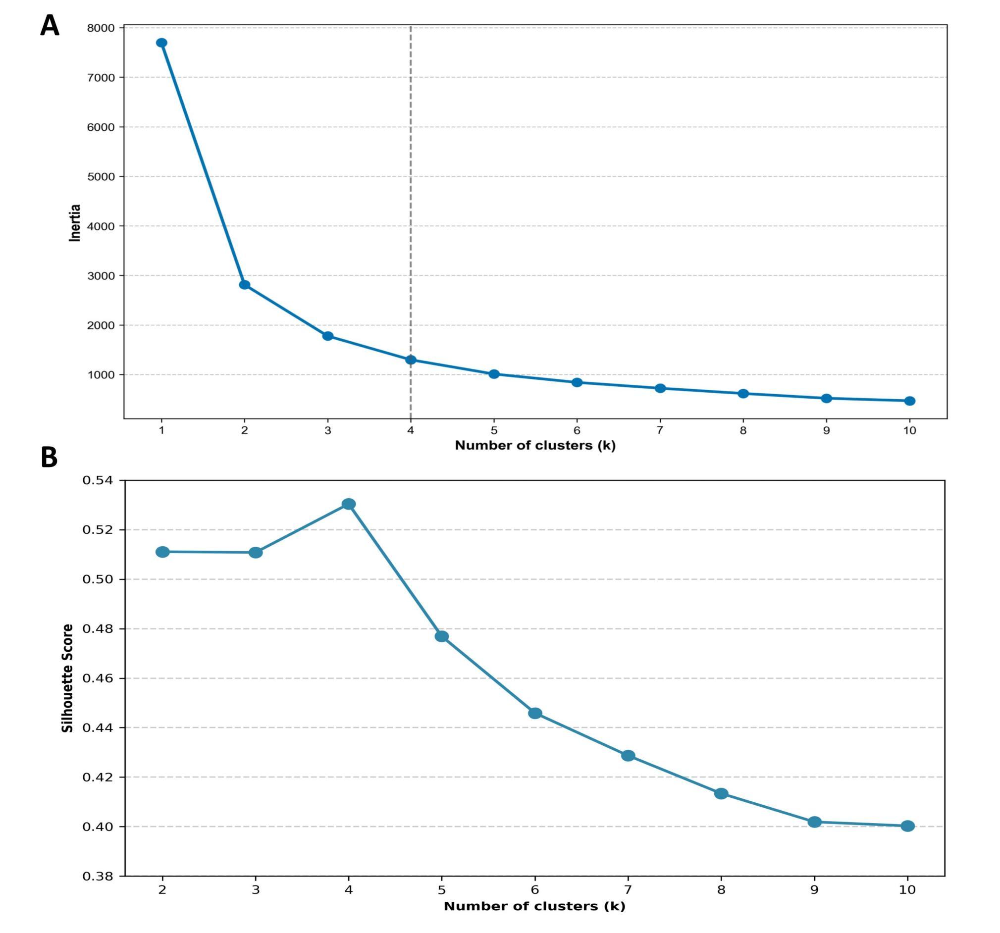 A
8000
7000
6000
5000
4000
3000
2000
1000
Inertia
1 2 3 4 5 6 7 8 9 10
Number of clusters (k)
B
0.54
0.52
0.50
0.48
0.46
0.44
0.42
0.40
0.38
Silhouette Score
2 3 4 5 6 7 8 9 10
Number of clusters (k)